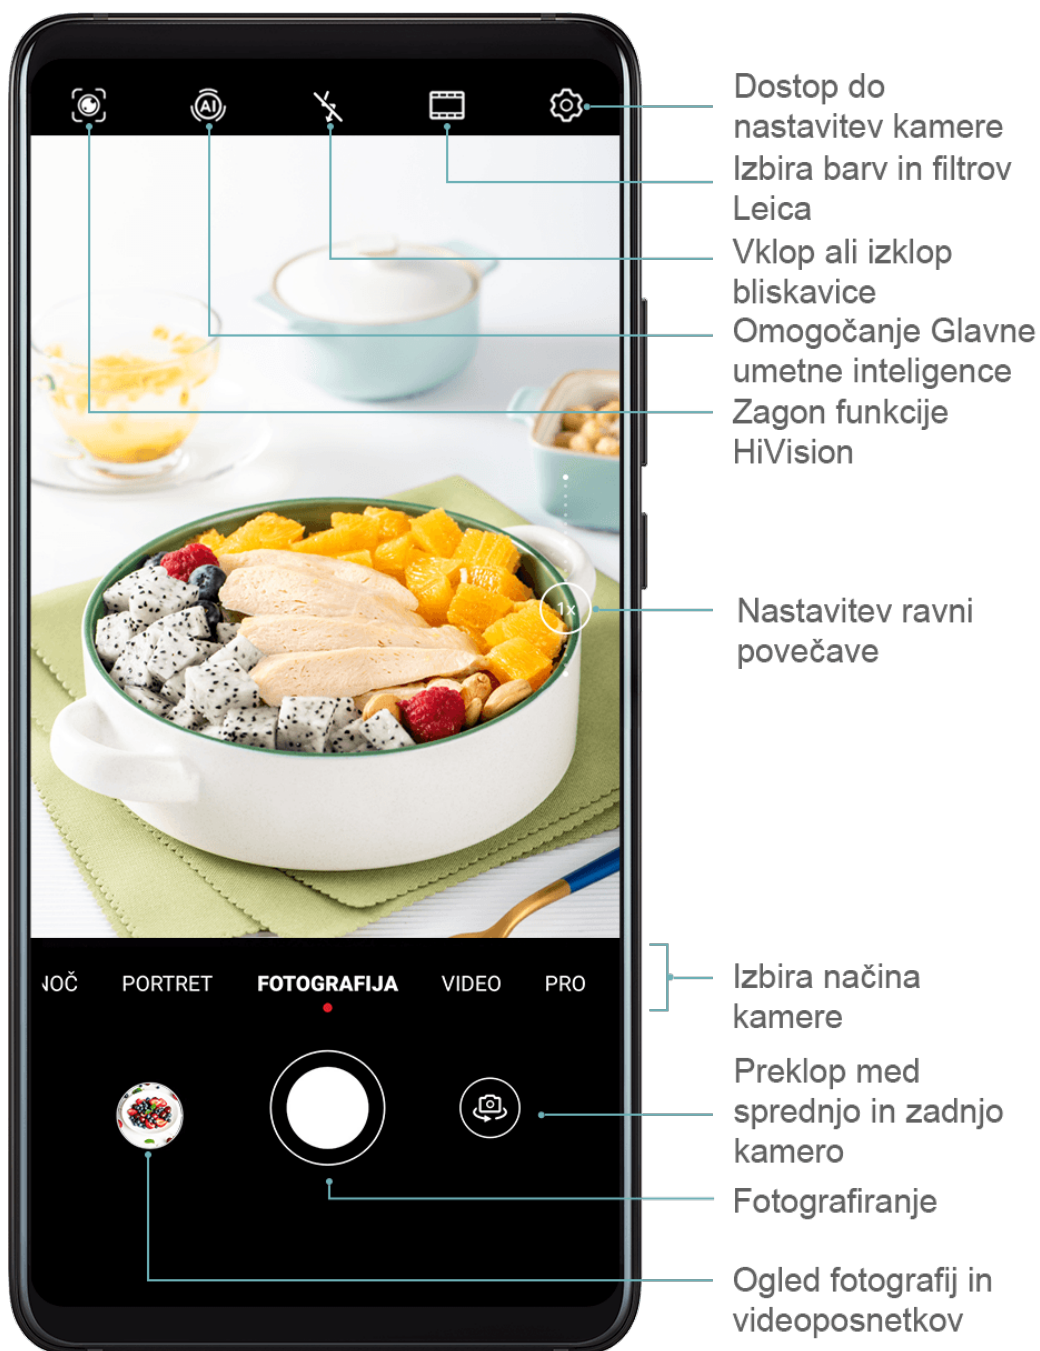 Dostop do
nastavitev kamere
Izbira barv in filtrov
Leica
Vklop ali izklop
bliskavice
Omogočanje Glavne
umetne inteligence
Zagon funkcije
HiVision
AI
1x
Nastavitev ravni
povečave
NOČ PORTRET FOTOGRAFIJA VIDEO PRO
Izbira načina
kamere
Preklop med
sprednjo in zadnjo
kamero
Fotografiranje
Ogled fotografij in
videoposnetkov